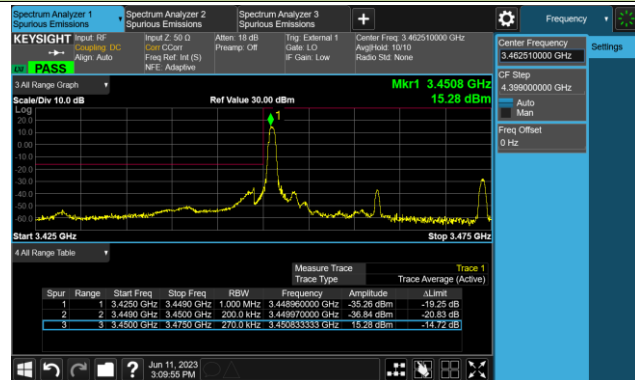 Spectrum Analyzer 1
Spurious Emissions
Spectrum Analyzer 2
Spurious Emissions
Spectrum Analyzer 3
Spurious Emissions
Frequency
KEYSIGHT
Input: RF
Coupling: DC
Align: Auto
Input Z: 50 Ω
Corr CCorr
Freq Ref: Int (S)
NFE: Adaptive
Atten: 18 dB
Preamp: Off
Trig: External 1
Gate: LO
IF Gain: Low
Center Freq: 3.462510000 GHz
Avg|Hold: 10/10
Radio Std: None
PASS
Center Frequency
3.462510000 GHz
Settings
CF Step
4.399000000 GHz
Auto
Man
Freq Offset
0 Hz
3 All Range Graph
Mkr1 3.4508 GHz
Scale/Div 10.0 dB
Ref Value 30.00 dBm
15.28 dBm
Log
1
20.0
10.0
0.00
-10.0
-20.0
-30.0
-40.0
-50.0
-60.0
Start 3.425 GHz
Stop 3.475 GHz
4 All Range Table
Measure Trace
Trace 1
Trace Type
Trace Average (Active)
Spur Range Start Freq Stop Freq RBW Frequency Amplitude ΔLimit
1 1 3.4250 GHz 3.4490 GHz 1.000 MHz 3.448960000 GHz -35.26 dBm -19.25 dB
2 2 3.4490 GHz 3.4500 GHz 200.0 kHz 3.449970000 GHz -36.84 dBm -20.83 dB
3 3 3.4500 GHz 3.4750 GHz 270.0 kHz 3.450833333 GHz 15.28 dBm -14.72 dB
?
Jun 11, 2023
3:09:55 PM